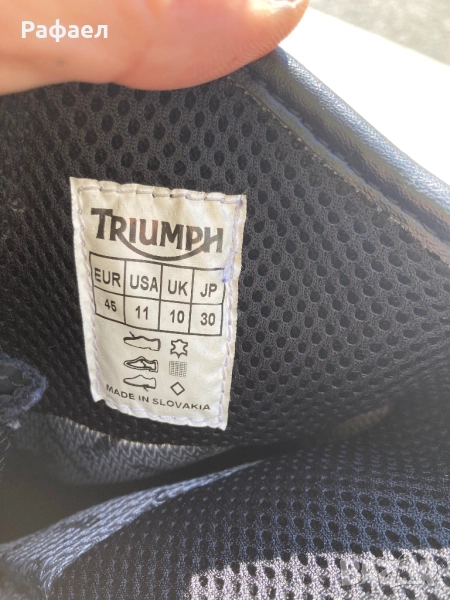 Рафаел
TRIUMPH
EUR USA UK JP
45 11 10 30
MADE IN SLOVAKIA